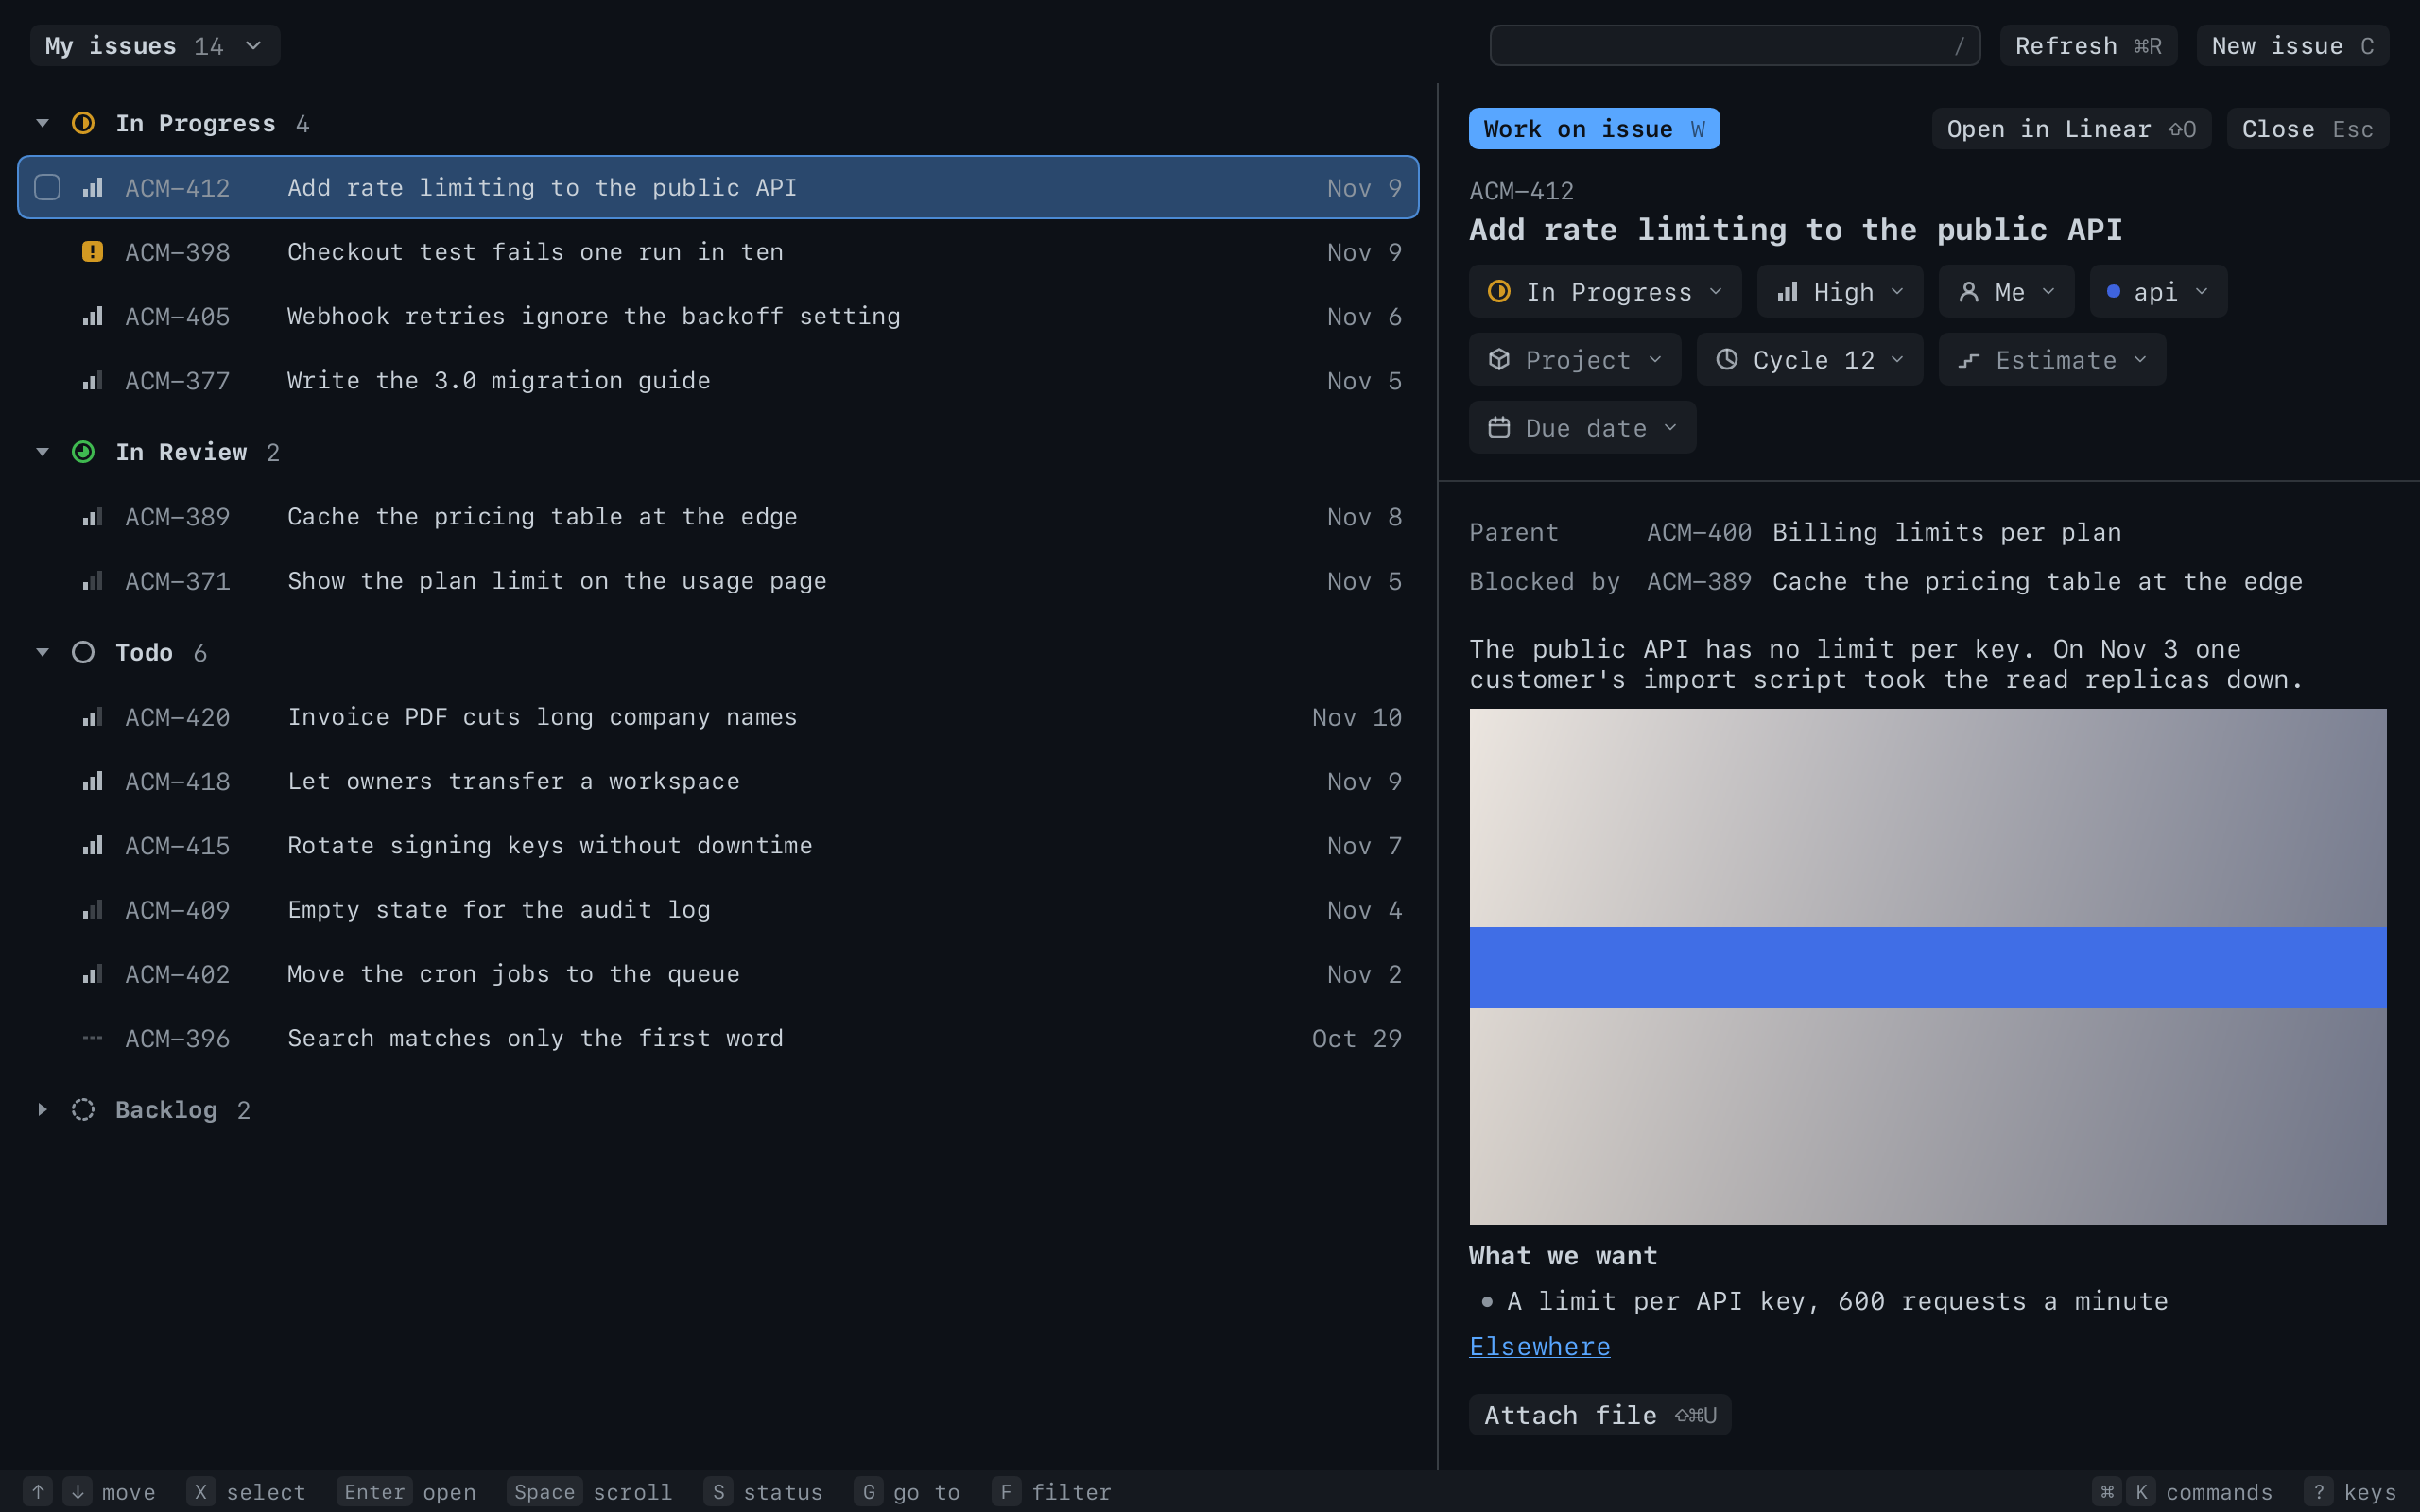 My issues 14
/
Refresh ⌘R
New issue C
In Progress 4
ACM-412 Add rate limiting to the public API Nov 9
ACM-398 Checkout test fails one run in ten Nov 9
ACM-405 Webhook retries ignore the backoff setting Nov 6
ACM-377 Write the 3.0 migration guide Nov 5
In Review 2
ACM-389 Cache the pricing table at the edge Nov 8
ACM-371 Show the plan limit on the usage page Nov 5
Todo 6
ACM-420 Invoice PDF cuts long company names Nov 10
ACM-418 Let owners transfer a workspace Nov 9
ACM-415 Rotate signing keys without downtime Nov 7
ACM-409 Empty state for the audit log Nov 4
ACM-402 Move the cron jobs to the queue Nov 2
ACM-396 Search matches only the first word Oct 29
Backlog 2
Work on issue W
Open in Linear ⇧O
Close Esc
ACM-412
Add rate limiting to the public API
In Progress High Me api
Project Cycle 12 Estimate
Due date
Parent ACM-400 Billing limits per plan
Blocked by ACM-389 Cache the pricing table at the edge
The public API has no limit per key. On Nov 3 one
customer's import script took the read replicas down.
What we want
• A limit per API key, 600 requests a minute
Elsewhere
Attach file ⇧⌘U
↑ ↓ move X select Enter open Space scroll S status G go to F filter ⌘ K commands ? keys